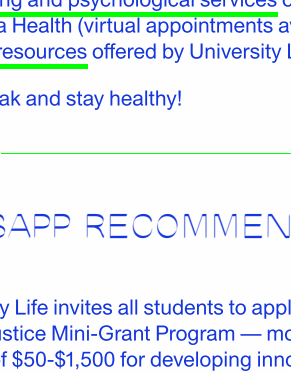 ng and psychological services o
a Health (virtual appointments av
resources offered by University L
ak and stay healthy!
SAPP RECOMMEN
y Life invites all students to appl
ustice Mini-Grant Program — mo
f $50-$1,500 for developing inno